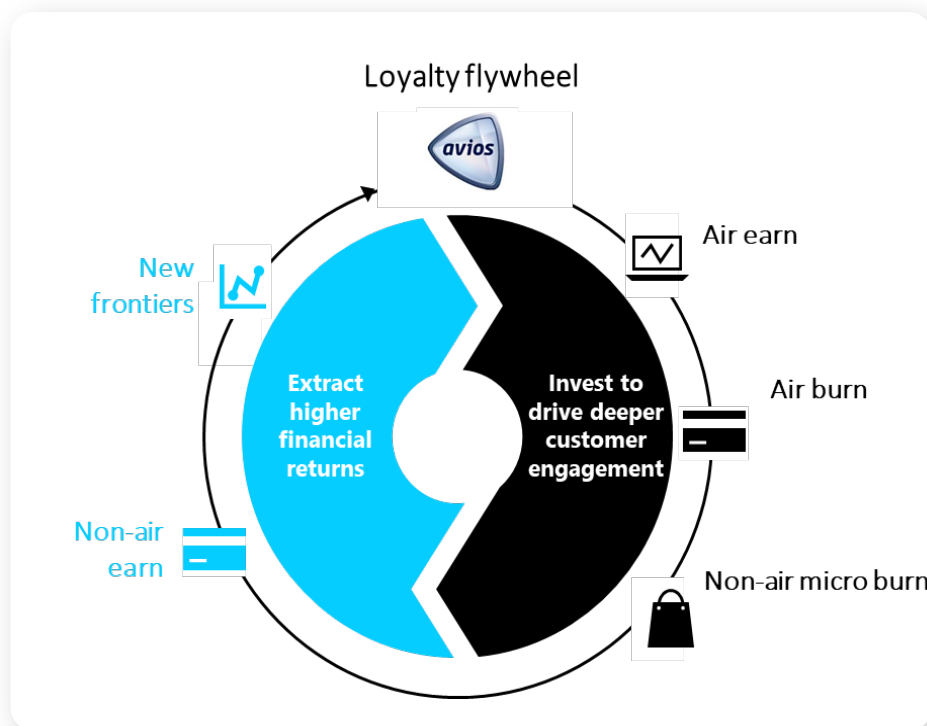 Loyalty flywheel
avios
Air earn
New
frontiers
Extract
higher
financial
returns
Invest to
drive deeper
customer
engagement
Air burn
Non-air
earn
Non-air micro burn